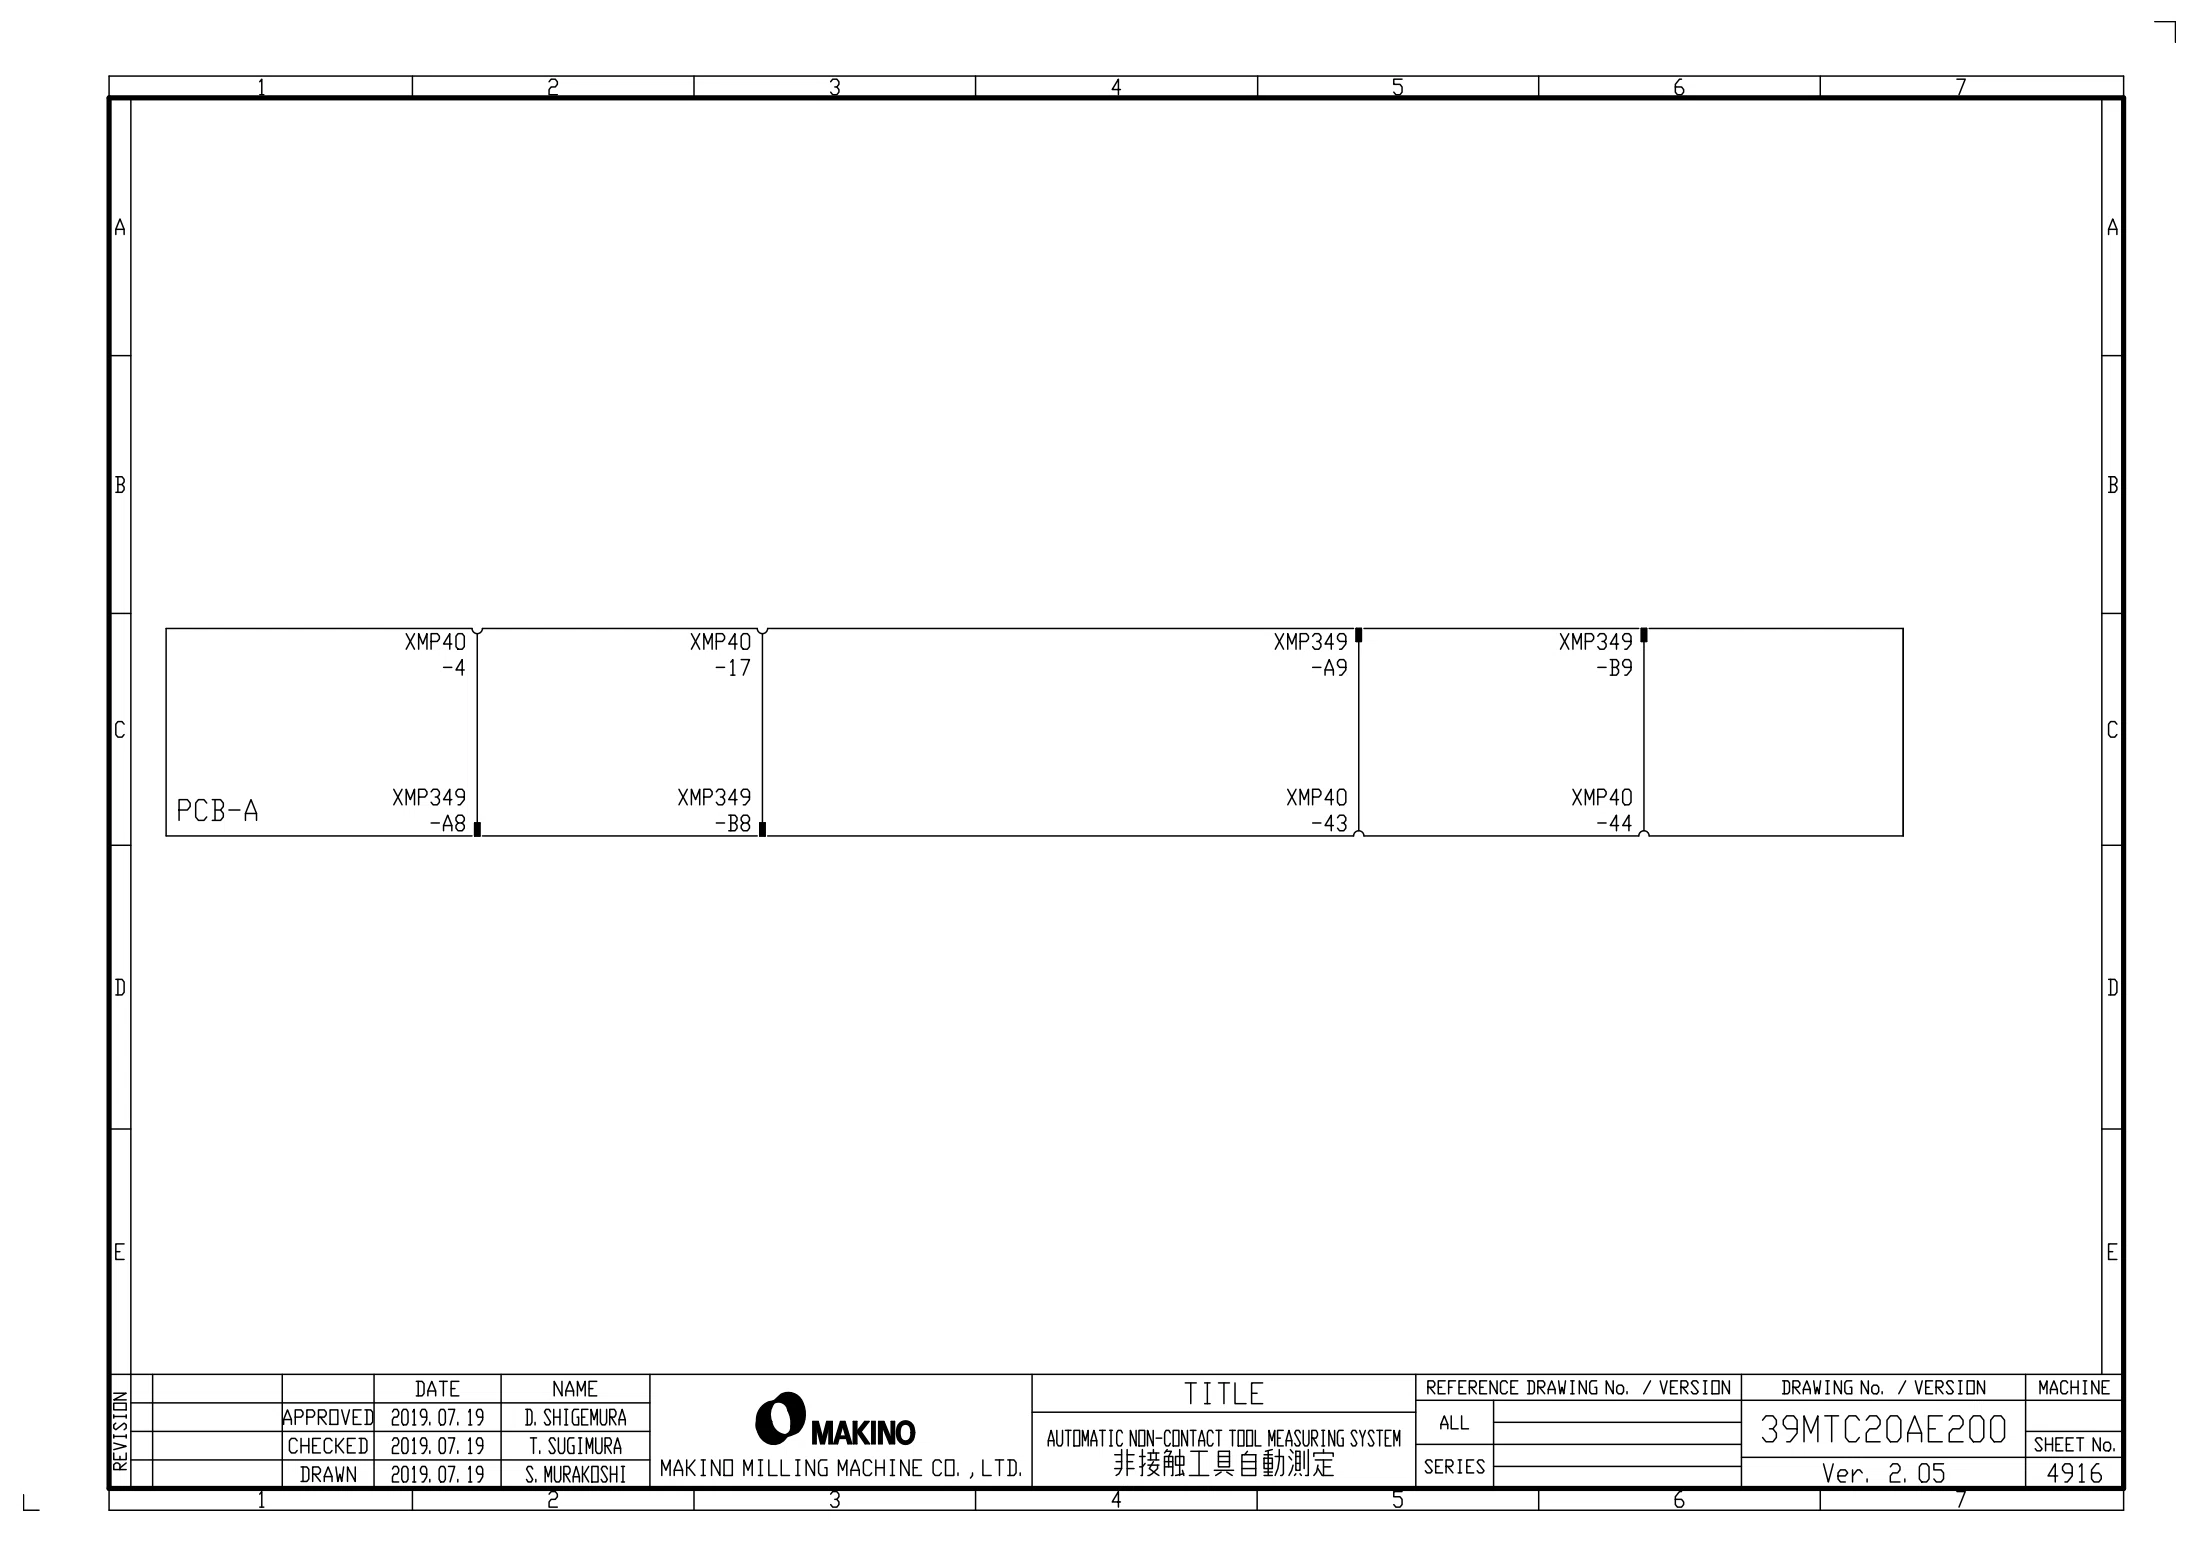 1 2 3 4 5 6 7
A A
B B
XMP40 XMP40 XMP349 XMP349
-4 -17 -A9 -B9
C C
XMP349 XMP349 XMP40 XMP40
PCB-A
-A8 -B8 -43 -44
D D
E E
REVISION
DATE NAME
APPROVED 2019.07.19 D. SHIGEMURA
CHECKED 2019.07.19 T. SUGIMURA
DRAWN 2019.07.19 S. MURAKOSHI
MAKINO
MAKINO MILLING MACHINE CO.,LTD.
TITLE
AUTOMATIC NON-CONTACT TOOL MEASURING SYSTEM
非接触工具自動測定
REFERENCE DRAWING No. / VERSION
ALL
SERIES
DRAWING No. / VERSION
39MTC20AE200
Ver. 2.05
MACHINE
SHEET No.
4916
1 2 3 4 5 6 7